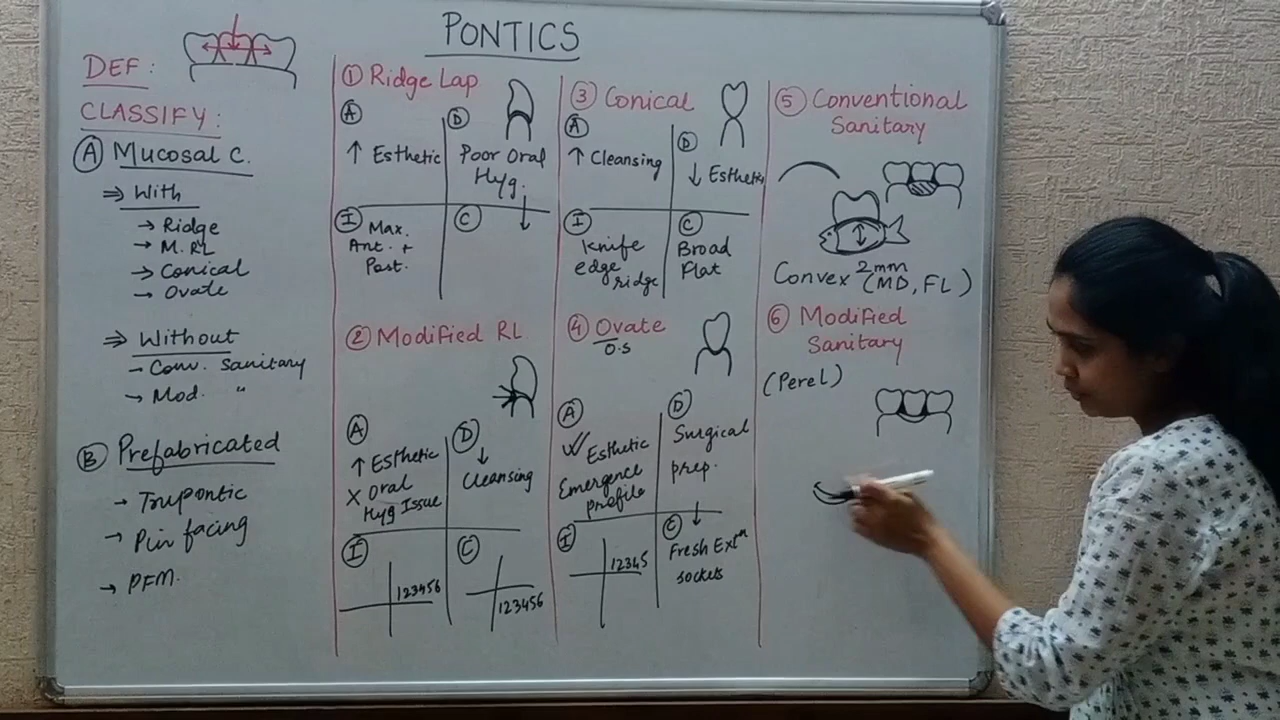 PONTICS
DEF:
CLASSIFY:
Ⓐ Mucosal C.
⇒ With
→ Ridge
→ M. RL
→ Conical
→ Ovate
⇒ Without
→ Conv. Sanitary
→ Mod. "
Ⓑ Prefabricated
→ Trupontic
→ Pin facing
→ PFM.
① Ridge Lap
Ⓐ
↑ Esthetic
Ⓓ
Poor Oral
Hyg.
Ⓘ Max.
Ant. +
Post.
Ⓒ ↓
② Modified RL
Ⓐ
↑ Esthetic
X Oral
Hyg Issue
Ⓓ
↓
Cleansing
Ⓘ
123456
Ⓒ
123456
③ Conical
Ⓐ
↑ Cleansing
Ⓓ
↓ Esthetic
Ⓘ
Knife
edge
ridge
Ⓒ
Broad
Flat
④ Ovate
O.S
Ⓐ
Esthetic
Emergence
profile
Ⓓ
Surgical
prep.
Ⓘ
12345
Ⓒ ↓
Fresh Extⁿ
sockets
⑤ Conventional
Sanitary
2mm
Convex (MD, FL)
⑥ Modified
Sanitary
(Perel)